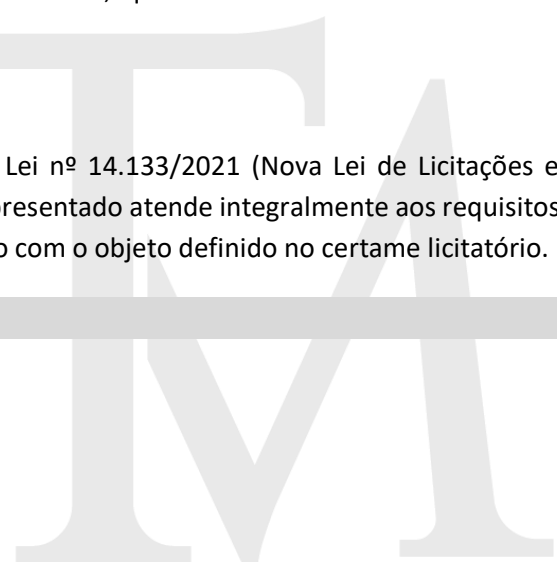 Lei nº 14.133/2021 (Nova Lei de Licitações e
presentado atende integralmente aos requisitos
o com o objeto definido no certame licitatório.